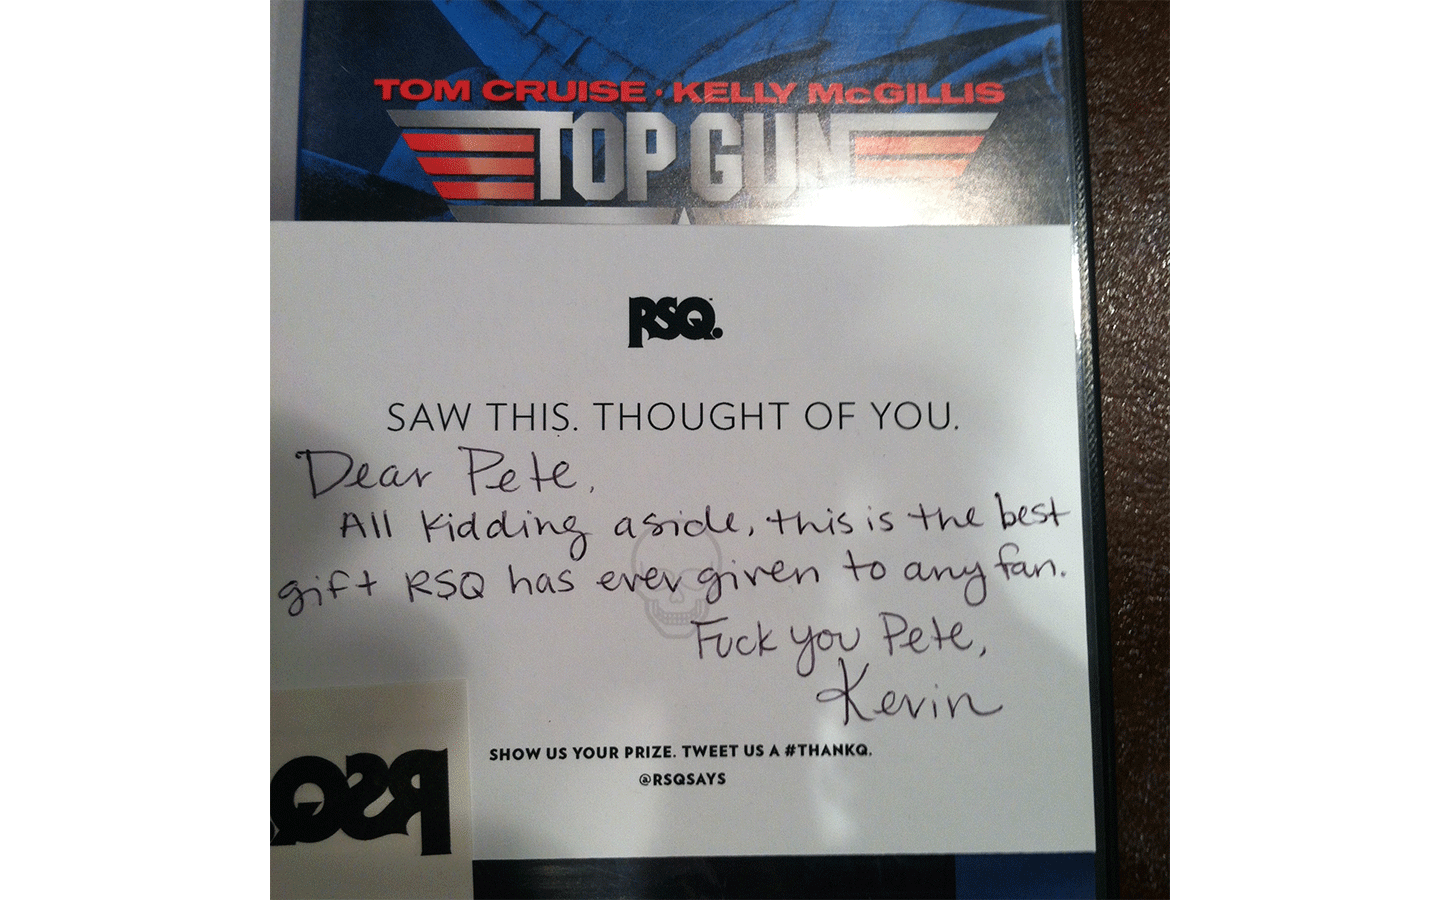 TOM CRUISE · KELLY McGILLIS
TOP GUN
RSQ.
SAW THIS. THOUGHT OF YOU.
Dear Pete,
All kidding aside, this is the best
gift RSQ has ever given to any fan.
Fuck you Pete,
Kevin
SHOW US YOUR PRIZE. TWEET US A #THANKQ.
@RSQSAYS
RSQ